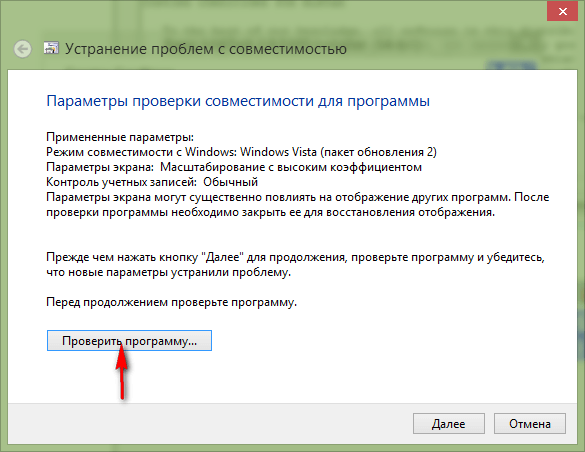 Устранение проблем с совместимостью
Параметры проверки совместимости для программы
Примененные параметры:
Режим совместимости с Windows: Windows Vista (пакет обновления 2)
Параметры экрана: Масштабирование с высоким коэффициентом
Контроль учетных записей: Обычный
Параметры экрана могут существенно повлиять на отображение других программ. После
проверки программы необходимо закрыть ее для восстановления отображения.
Прежде чем нажать кнопку "Далее" для продолжения, проверьте программу и убедитесь,
что новые параметры устранили проблему.
Перед продолжением проверьте программу.
Проверить программу...
Далее
Отмена